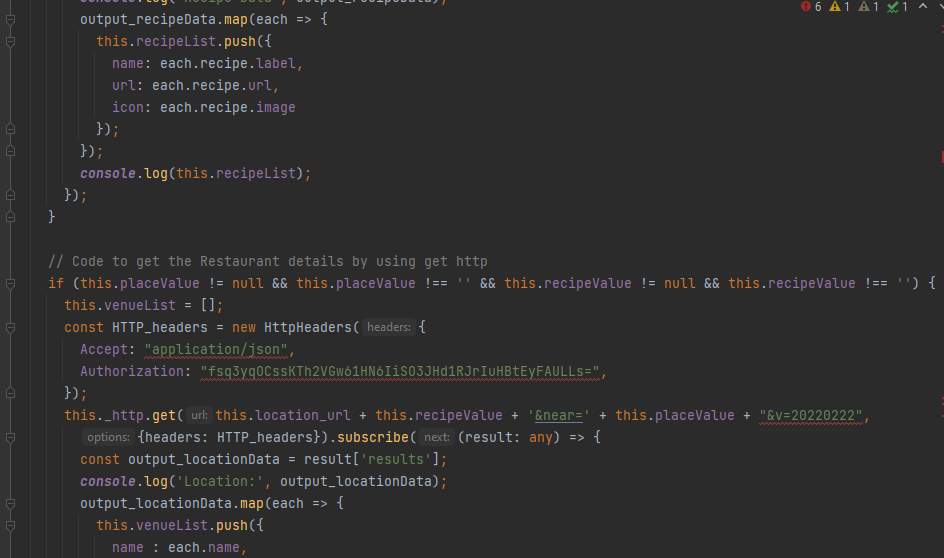 6 1 1 1
output_recipeData.map(each => {
this.recipeList.push({
name: each.recipe.label,
url: each.recipe.url,
icon: each.recipe.image
});
});
console.log(this.recipeList);
});
}
// Code to get the Restaurant details by using get http
if (this.placeValue != null && this.placeValue !== '' && this.recipeValue != null && this.recipeValue !== '') {
this.venueList = [];
const HTTP_headers = new HttpHeaders( headers: {
Accept: "application/json",
Authorization: "fsq3yqOCssKTh2VGw61HN6IiSO3JHd1RJrIuHBtEyFAULLs=",
});
this._http.get( url: this.location_url + this.recipeValue + '&near=' + this.placeValue + "&v=20220222",
options: {headers: HTTP_headers}).subscribe( next: (result: any) => {
const output_locationData = result['results'];
console.log('Location:', output_locationData);
output_locationData.map(each => {
this.venueList.push({
name : each.name,